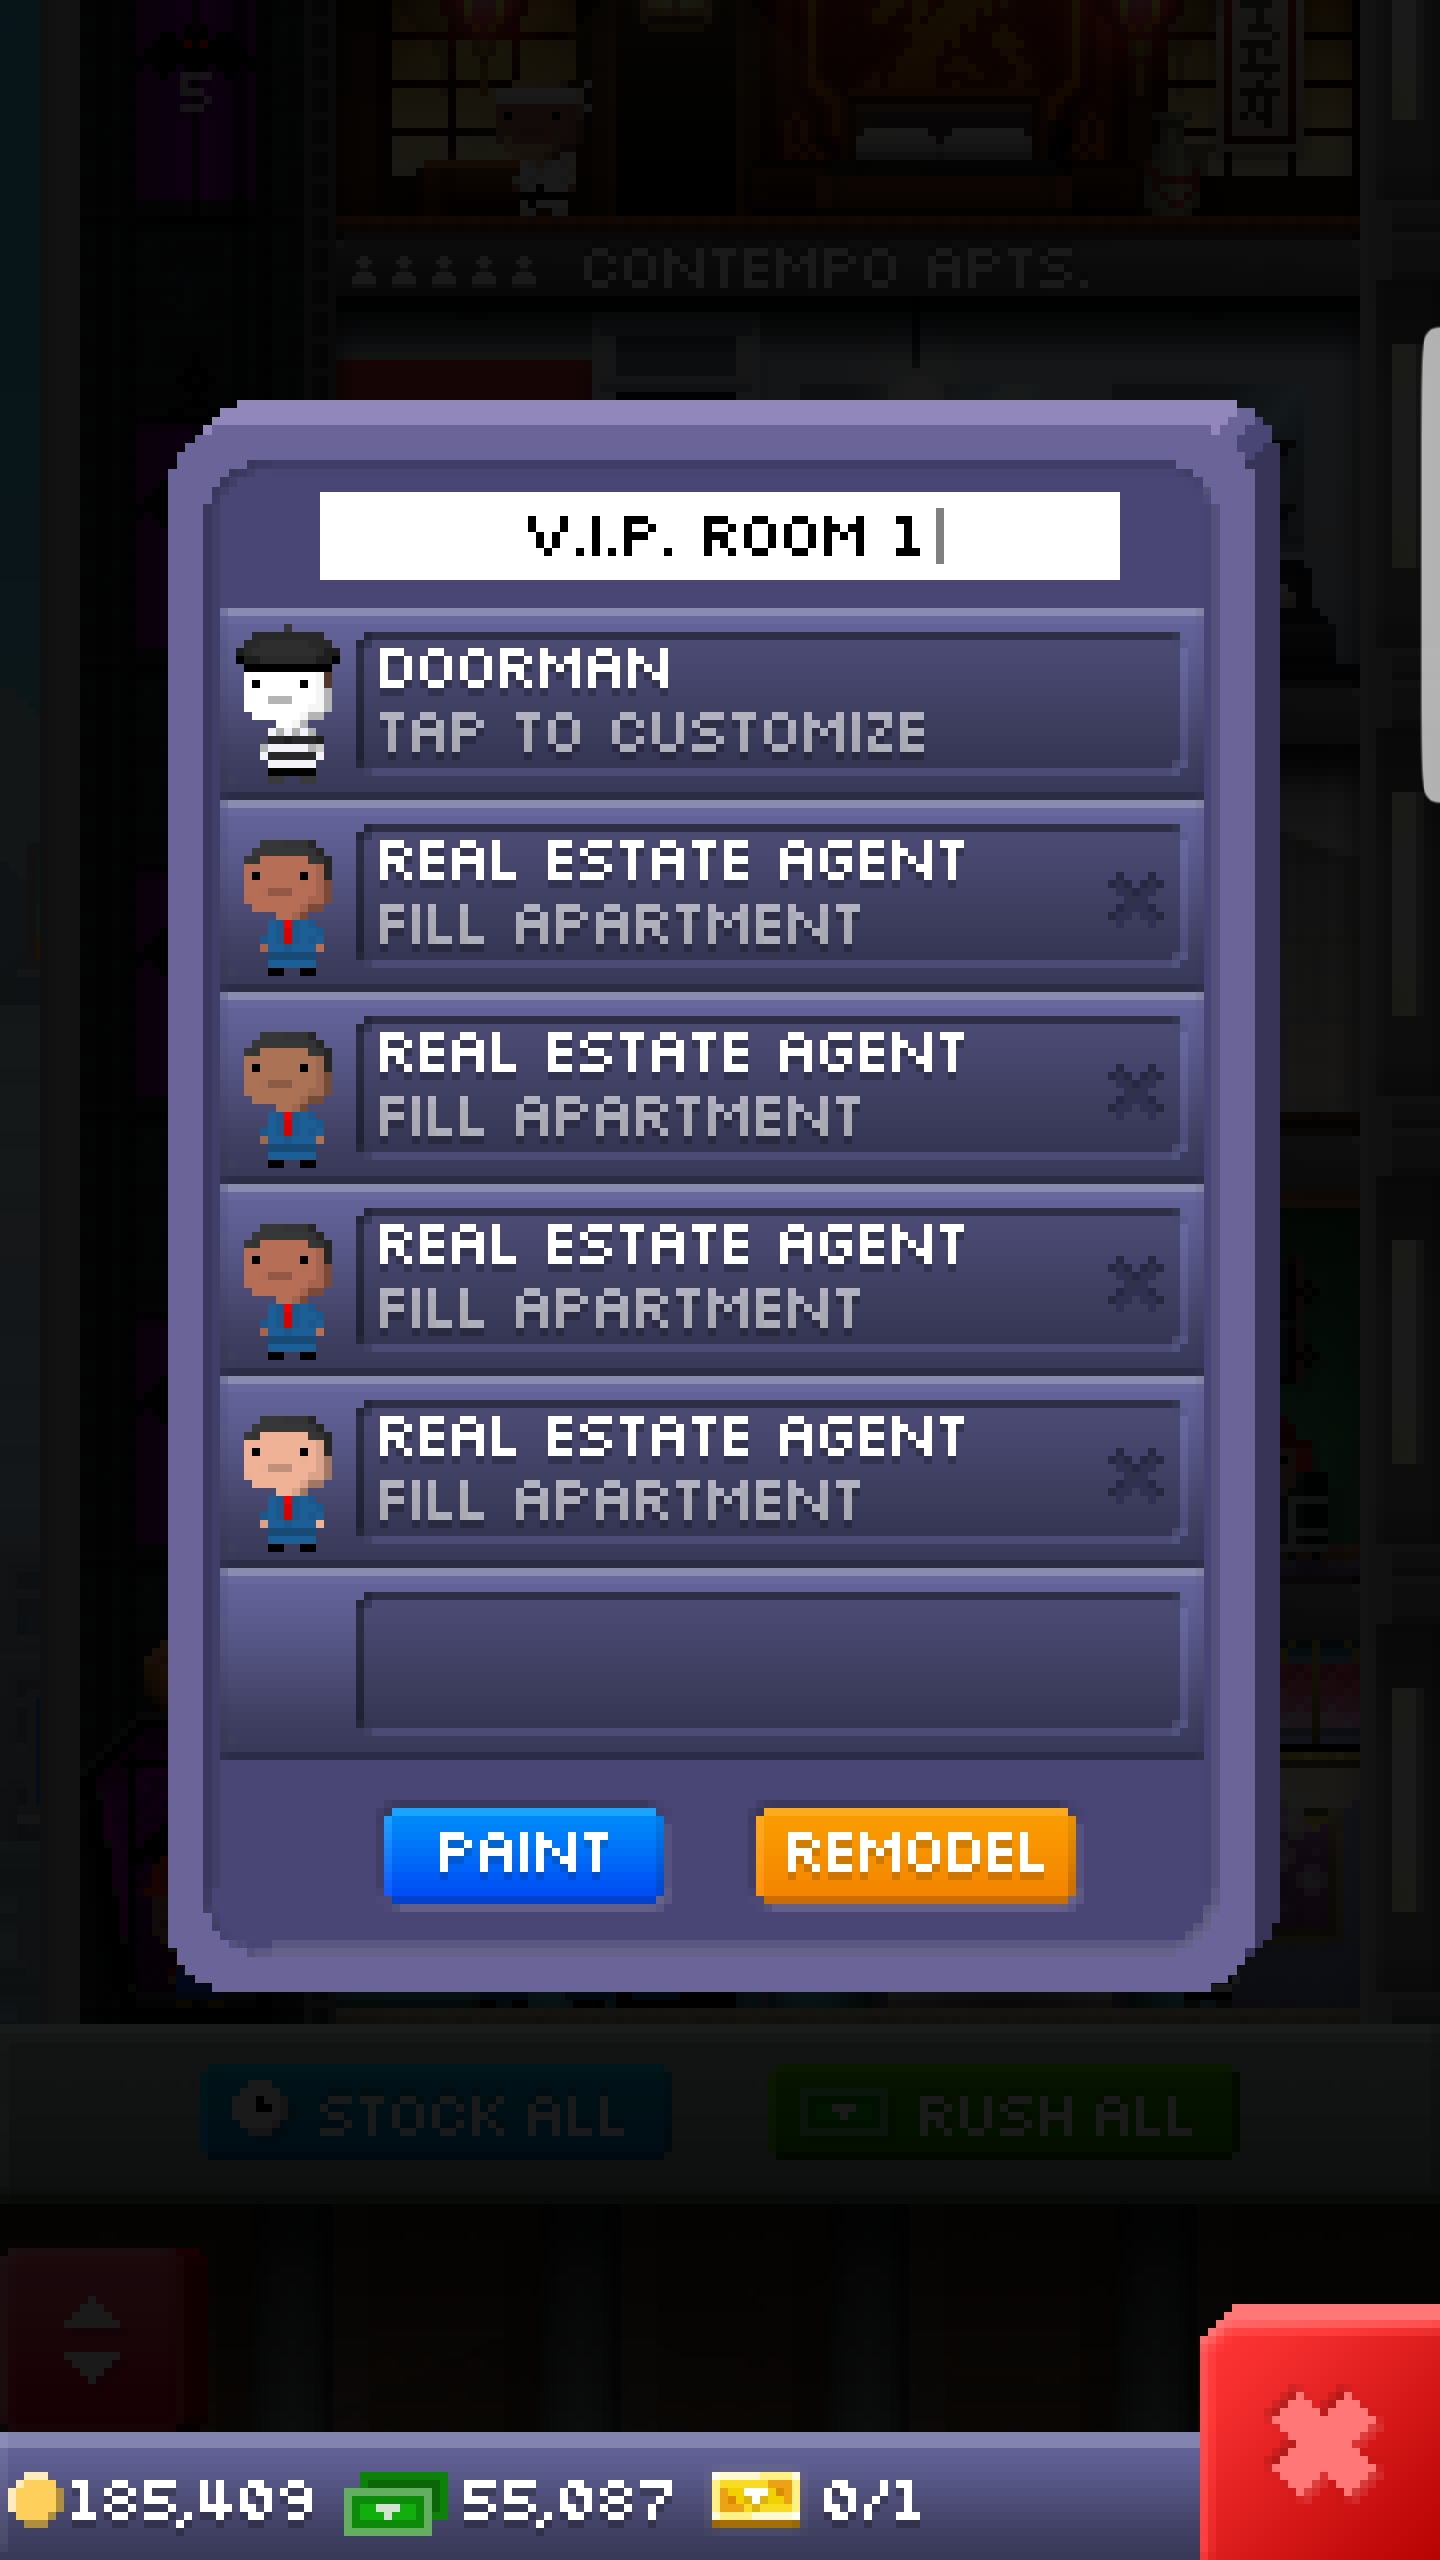 5
CONTEMPO APTS.
V.I.P. ROOM 1
DOORMAN
TAP TO CUSTOMIZE
REAL ESTATE AGENT
FILL APARTMENT
REAL ESTATE AGENT
FILL APARTMENT
REAL ESTATE AGENT
FILL APARTMENT
REAL ESTATE AGENT
FILL APARTMENT
PAINT
REMODEL
STOCK ALL
RUSH ALL
185,409
55,087
0/1